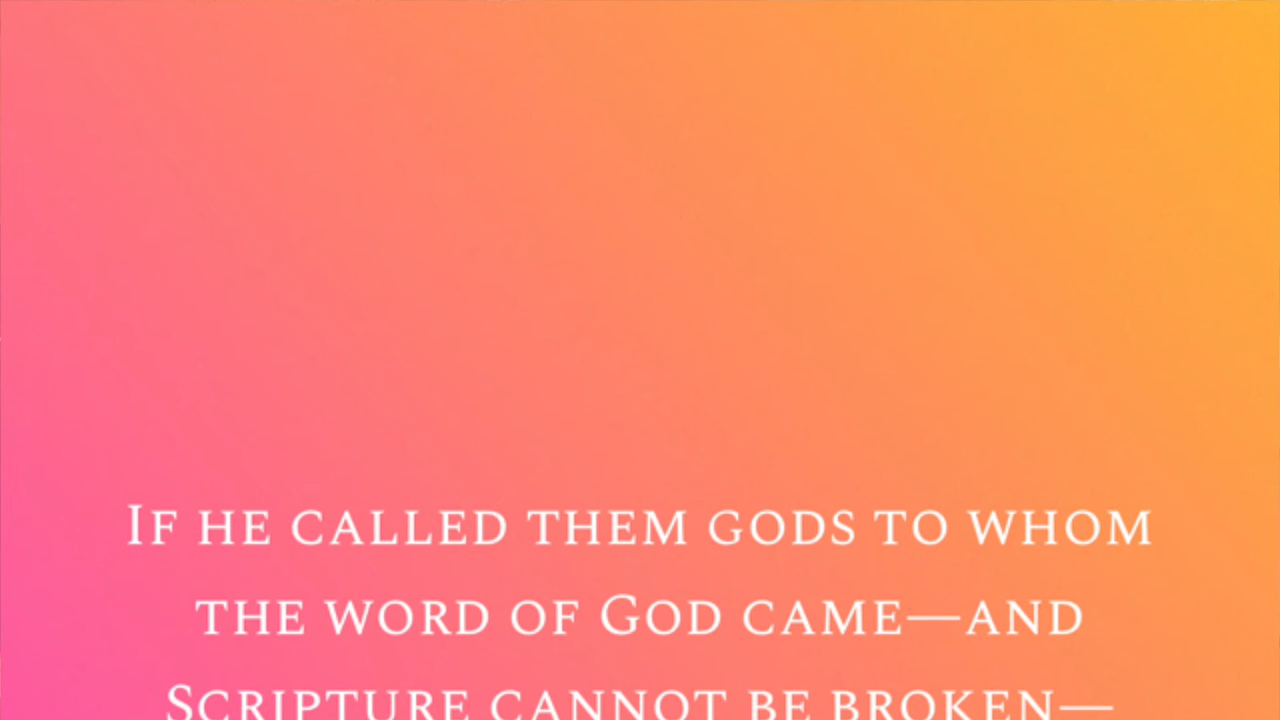 If he called them gods to whom
the word of God came—and
Scripture cannot be broken—